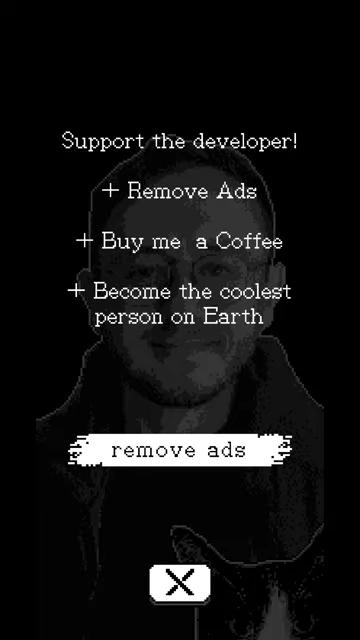 Support the developer!
+ Remove Ads
+ Buy me a Coffee
+ Become the coolest
person on Earth
remove ads
X